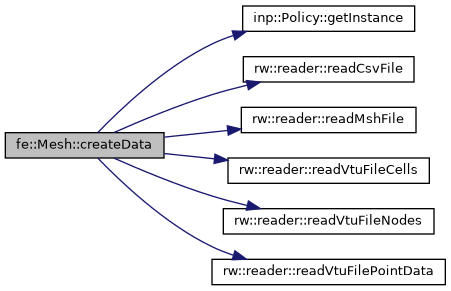 inp::Policy::getInstance
rw::reader::readCsvFile
rw::reader::readMshFile
fe::Mesh::createData
rw::reader::readVtuFileCells
rw::reader::readVtuFileNodes
rw::reader::readVtuFilePointData